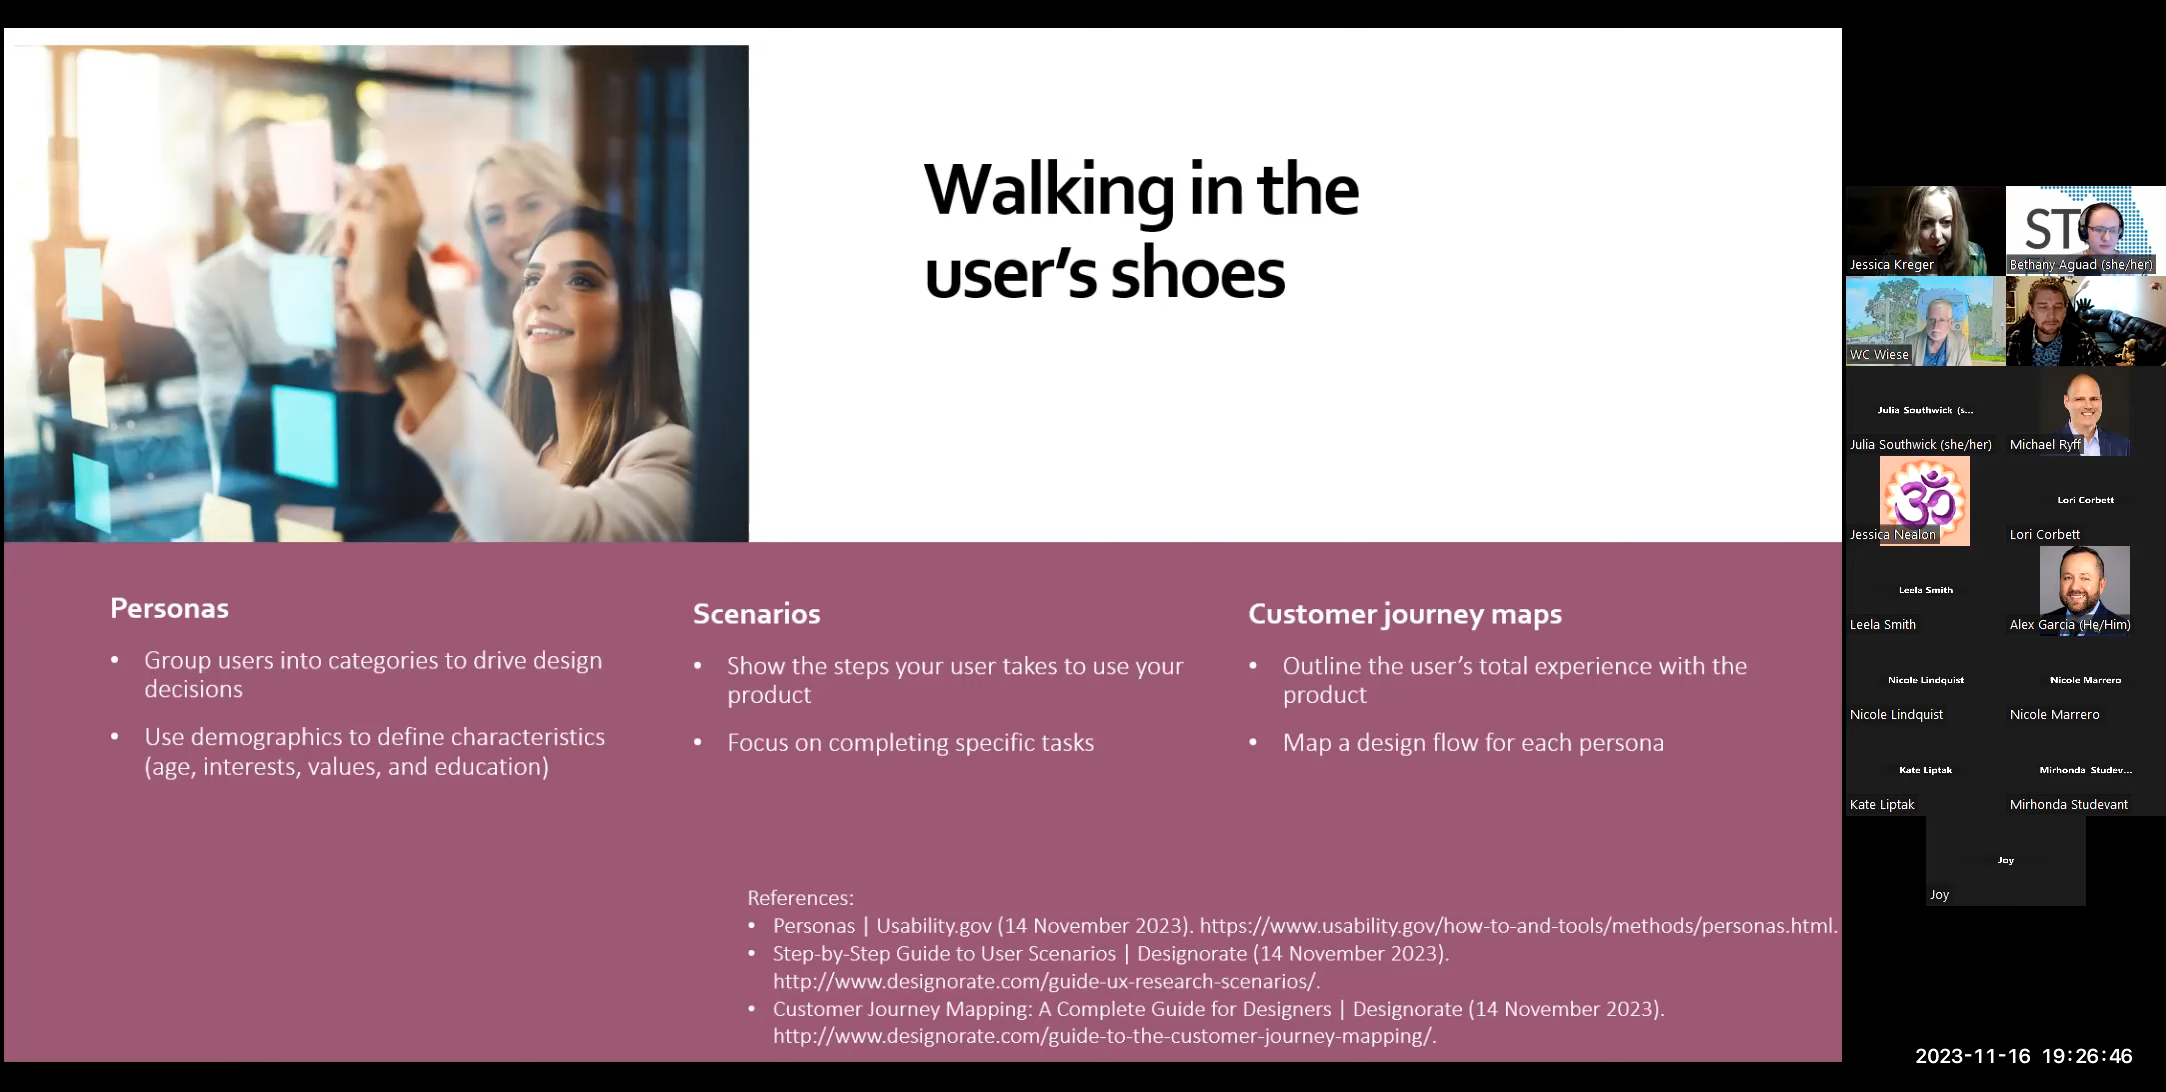 Walking in the
user's shoes
Personas
• Group users into categories to drive design
decisions
• Use demographics to define characteristics
(age, interests, values, and education)
Scenarios
• Show the steps your user takes to use your
product
• Focus on completing specific tasks
Customer journey maps
• Outline the user's total experience with the
product
• Map a design flow for each persona
References:
• Personas | Usability.gov (14 November 2023). https://www.usability.gov/how-to-and-tools/methods/personas.html.
• Step-by-Step Guide to User Scenarios | Designorate (14 November 2023).
http://www.designorate.com/guide-ux-research-scenarios/.
• Customer Journey Mapping: A Complete Guide for Designers | Designorate (14 November 2023).
http://www.designorate.com/guide-to-the-customer-journey-mapping/.
Jessica Kreger
ST
Bethany Aguad (she/her)
WC Wiese
Julia Southwick (s...
Julia Southwick (she/her)
Michael Ryff
ॐ
Jessica Nealon
Lori Corbett
Lori Corbett
Leela Smith
Leela Smith
Alex Garcia (He/Him)
Nicole Lindquist
Nicole Lindquist
Nicole Marrero
Nicole Marrero
Kate Liptak
Kate Liptak
Mirhonda Studev...
Mirhonda Studevant
Joy
Joy
2023-11-16 19:26:46